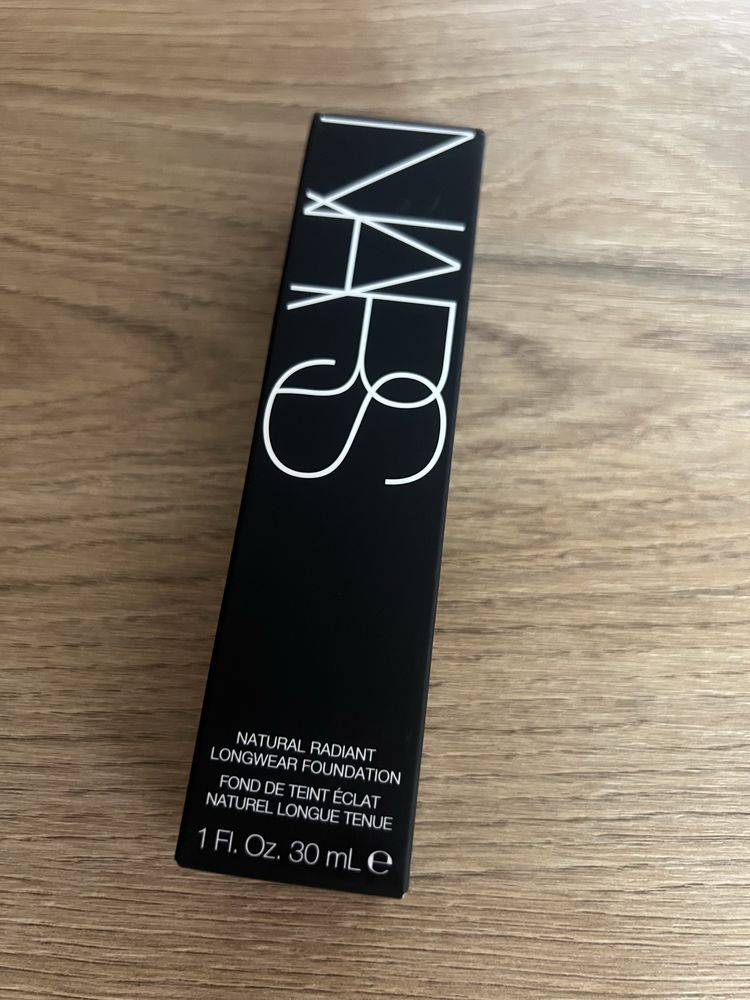 NARS
NATURAL RADIANT
LONGWEAR FOUNDATION
FOND DE TEINT ÉCLAT
NATUREL LONGUE TENUE
1 Fl. Oz. 30 mL ℮